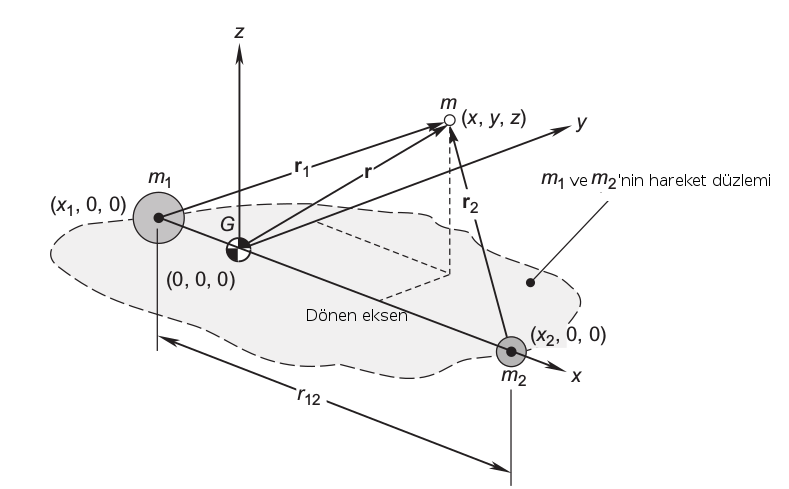 z
m
(x, y, z)
y
m₁
r₁
r
m₁ ve m₂'nin hareket düzlemi
(x₁, 0, 0)
r₂
G
(0, 0, 0)
Dönen eksen
(x₂, 0, 0)
m₂
x
r₁₂